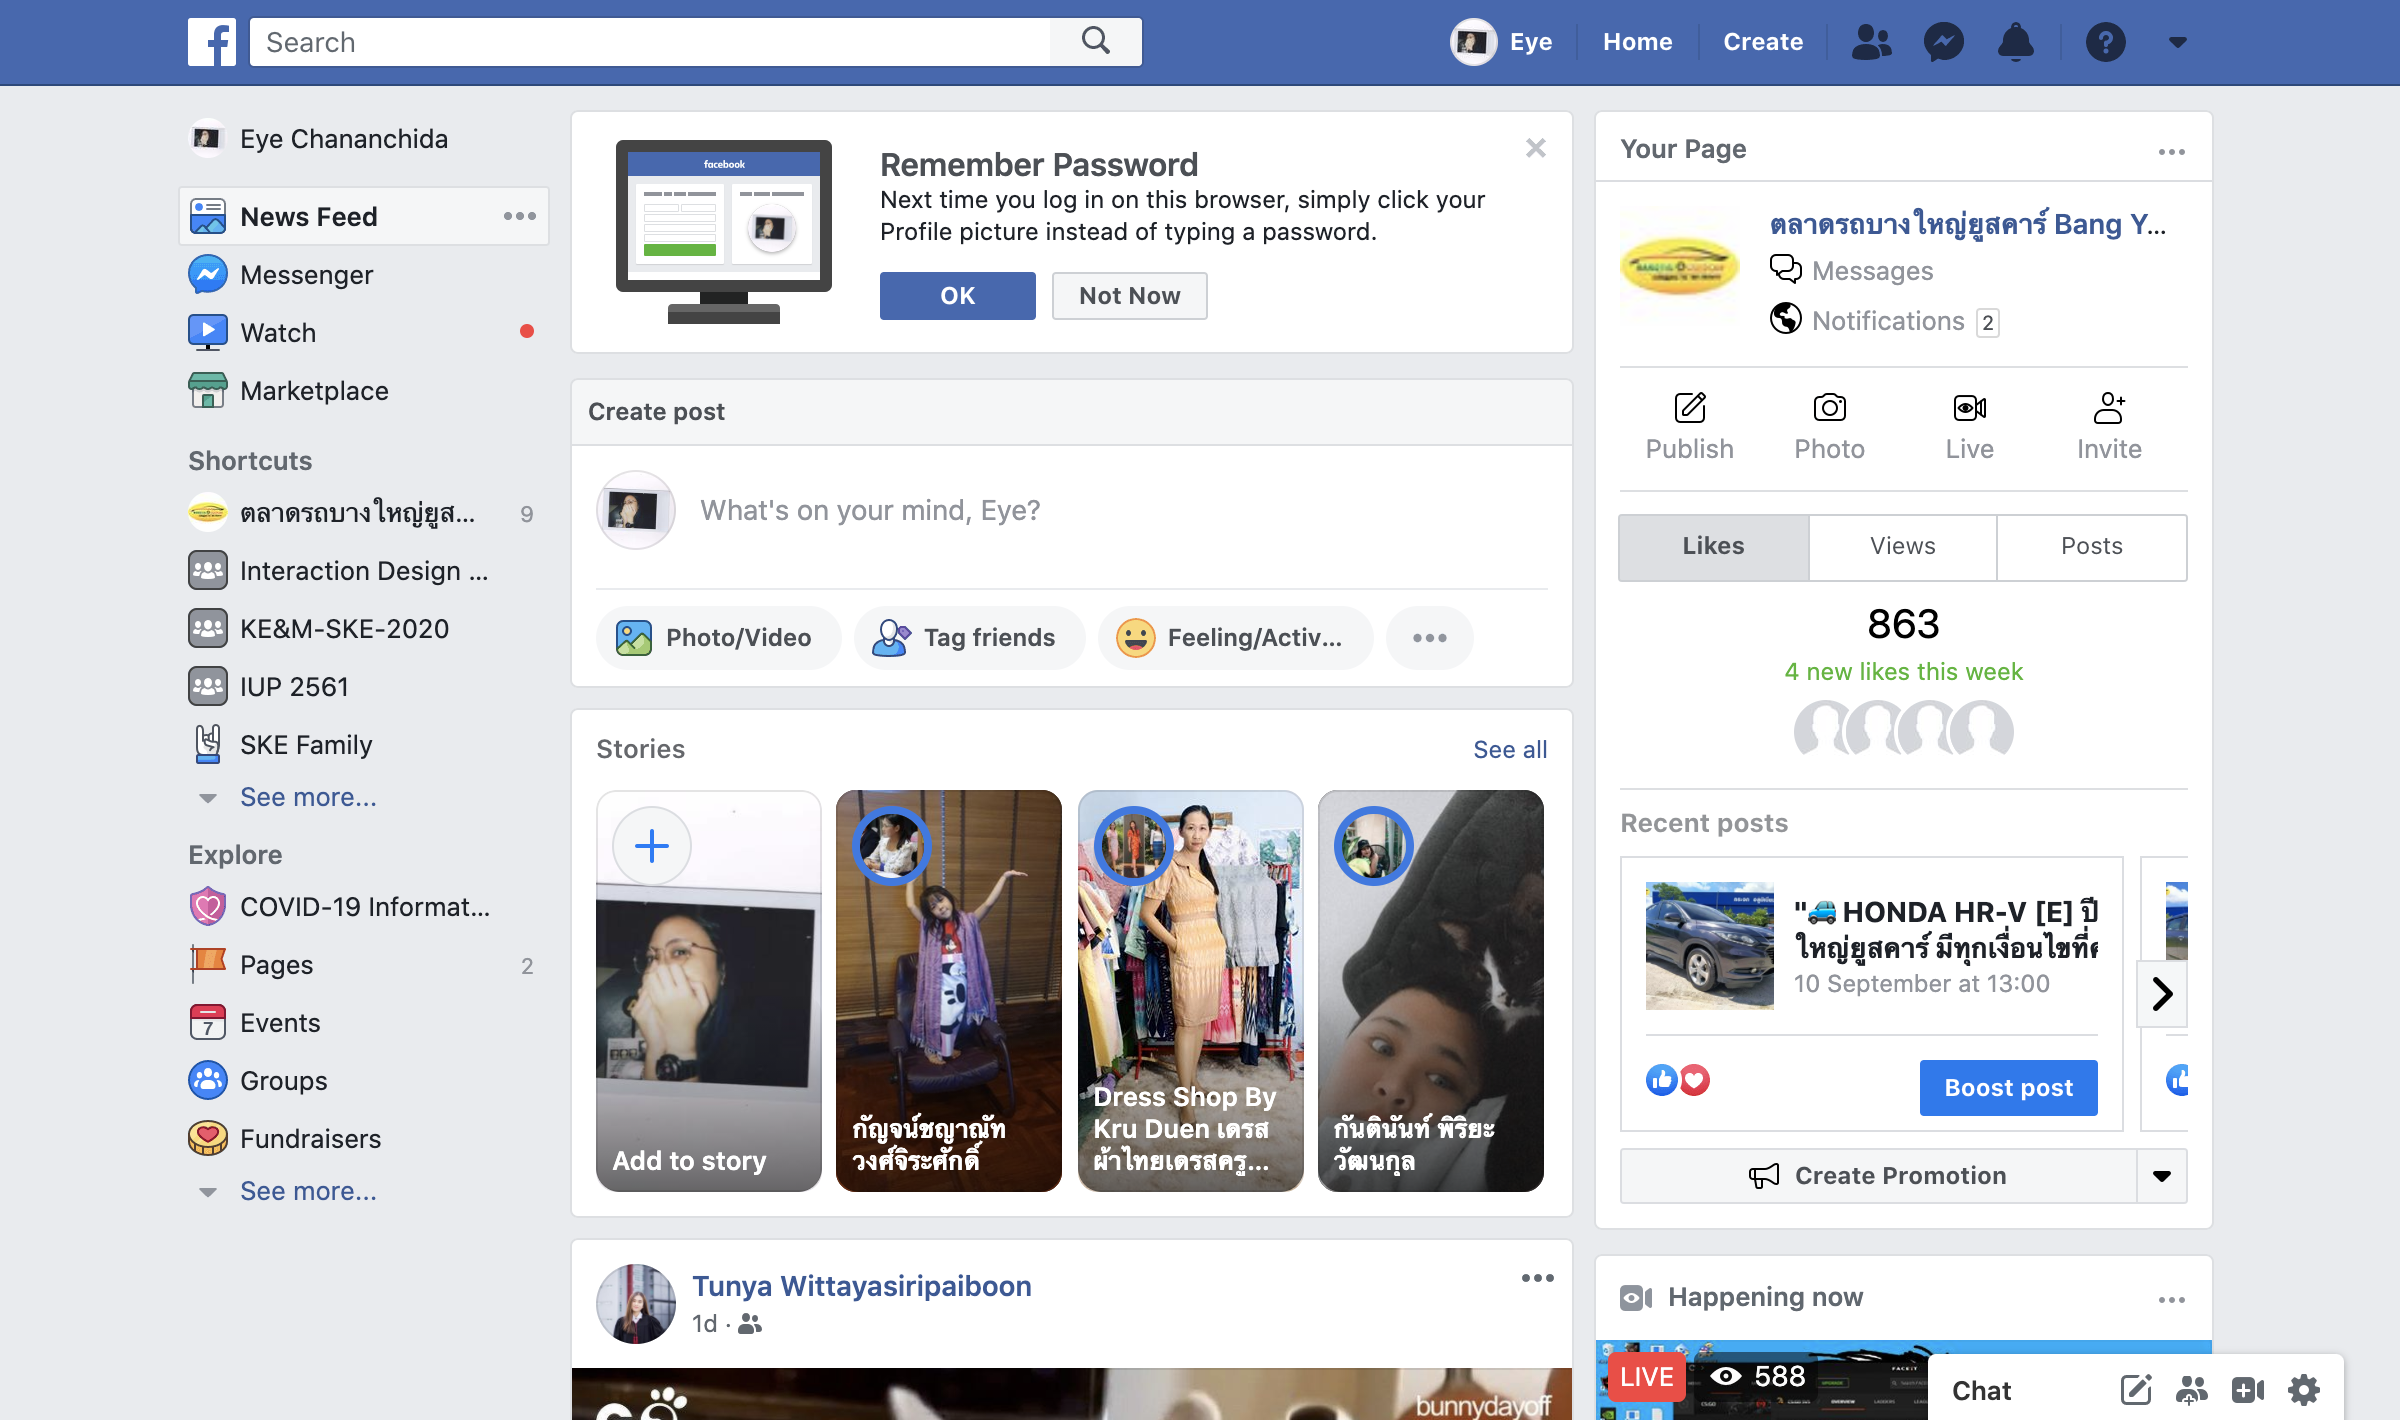 Search
Eye
Home
Create
Eye Chananchida
News Feed
Messenger
Watch
Marketplace
Shortcuts
ตลาดรถบางใหญ่ยูส...
9
Interaction Design ...
KE&M-SKE-2020
IUP 2561
SKE Family
See more...
Explore
COVID-19 Informat...
Pages
2
Events
7
Groups
Fundraisers
See more...
facebook
Remember Password
Next time you log in on this browser, simply click your
Profile picture instead of typing a password.
OK
Not Now
Create post
What's on your mind, Eye?
Photo/Video
Tag friends
Feeling/Activ...
Stories
See all
Add to story
กัญจน์ชญาณัท
วงศ์จิระศักดิ์
Dress Shop By
Kru Duen เดรส
ผ้าไทยเดรสครู...
กันตินันท์ พิริยะ
วัฒนกุล
Tunya Wittayasiripaiboon
1d ·
bunnydayoff
Your Page
ตลาดรถบางใหญ่ยูสคาร์ Bang Y...
Messages
Notifications 2
Publish
Photo
Live
Invite
Likes
Views
Posts
863
4 new likes this week
Recent posts
"🚙 HONDA HR-V [E] ปี
ใหญ่ยูสคาร์ มีทุกเงื่อนไขที่
10 September at 13:00
Boost post
Create Promotion
Happening now
LIVE
588
Chat